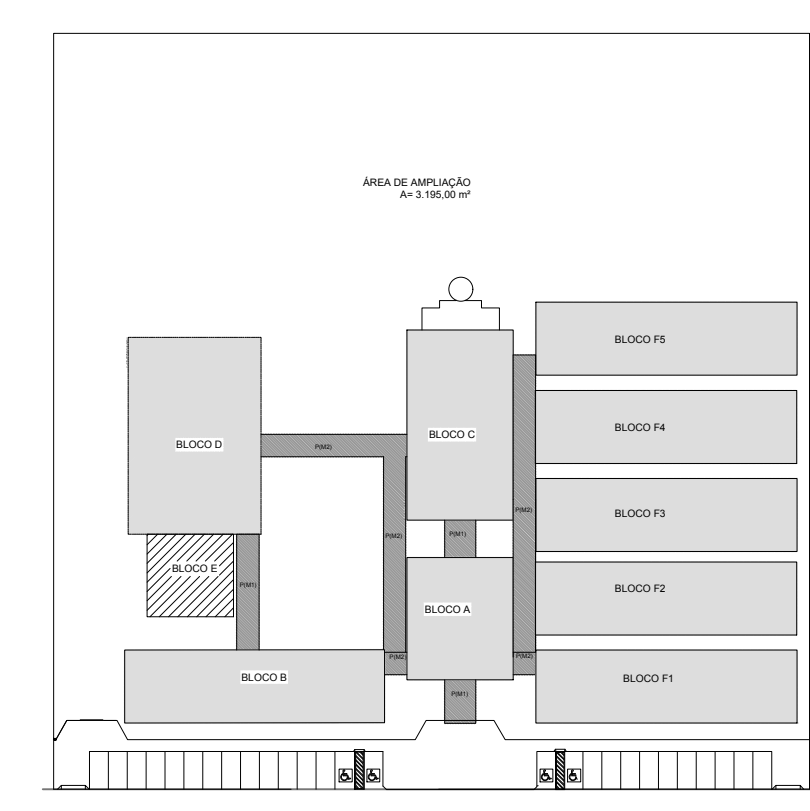 ÁREA DE AMPLIAÇÃO
A= 3.195,00 m²
BLOCO F5
BLOCO F4
BLOCO C
BLOCO D
P(M2)
P(M2)
BLOCO F3
P(M1)
P(M2)
BLOCO E
P(M1)
BLOCO F2
BLOCO A
P(M2)
P(M2)
BLOCO B
BLOCO F1
P(M1)